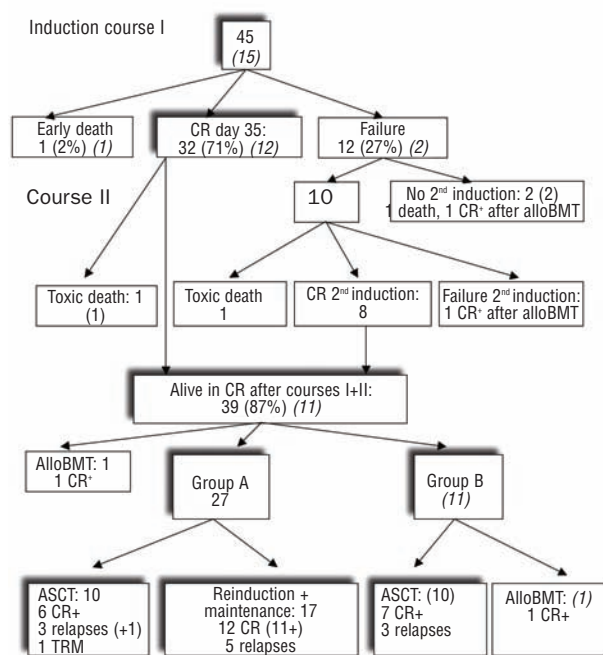 Induction course I
45
(15)
Early death
1 (2%) (1)
CR day 35:
32 (71%) (12)
Failure
12 (27%) (2)
Course II
10
No 2nd induction: 2 (2)
1 death, 1 CR+ after alloBMT
Toxic death: 1
(1)
Toxic death
1
CR 2nd induction:
8
Failure 2nd induction:
1 CR+ after alloBMT
Alive in CR after courses I+II:
39 (87%) (11)
AlloBMT: 1
1 CR+
Group A
27
Group B
(11)
ASCT: 10
6 CR+
3 relapses (+1)
1 TRM
Reinduction +
maintenance: 17
12 CR (11+)
5 relapses
ASCT: (10)
7 CR+
3 relapses
AlloBMT: (1)
1 CR+